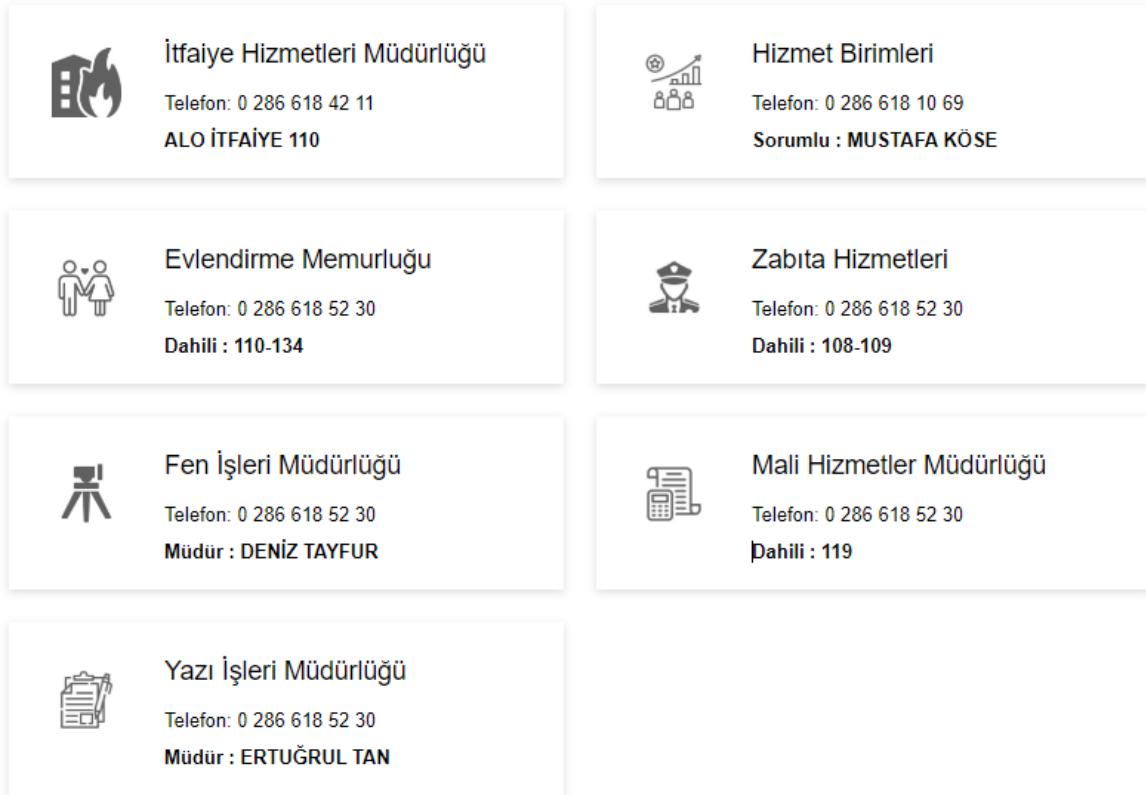 İtfaiye Hizmetleri Müdürlüğü
Telefon: 0 286 618 42 11
ALO İTFAİYE 110
Hizmet Birimleri
Telefon: 0 286 618 10 69
Sorumlu : MUSTAFA KÖSE
Evlendirme Memurluğu
Telefon: 0 286 618 52 30
Dahili : 110-134
Zabıta Hizmetleri
Telefon: 0 286 618 52 30
Dahili : 108-109
Fen İşleri Müdürlüğü
Telefon: 0 286 618 52 30
Müdür : DENİZ TAYFUR
Mali Hizmetler Müdürlüğü
Telefon: 0 286 618 52 30
Dahili : 119
Yazı İşleri Müdürlüğü
Telefon: 0 286 618 52 30
Müdür : ERTUĞRUL TAN